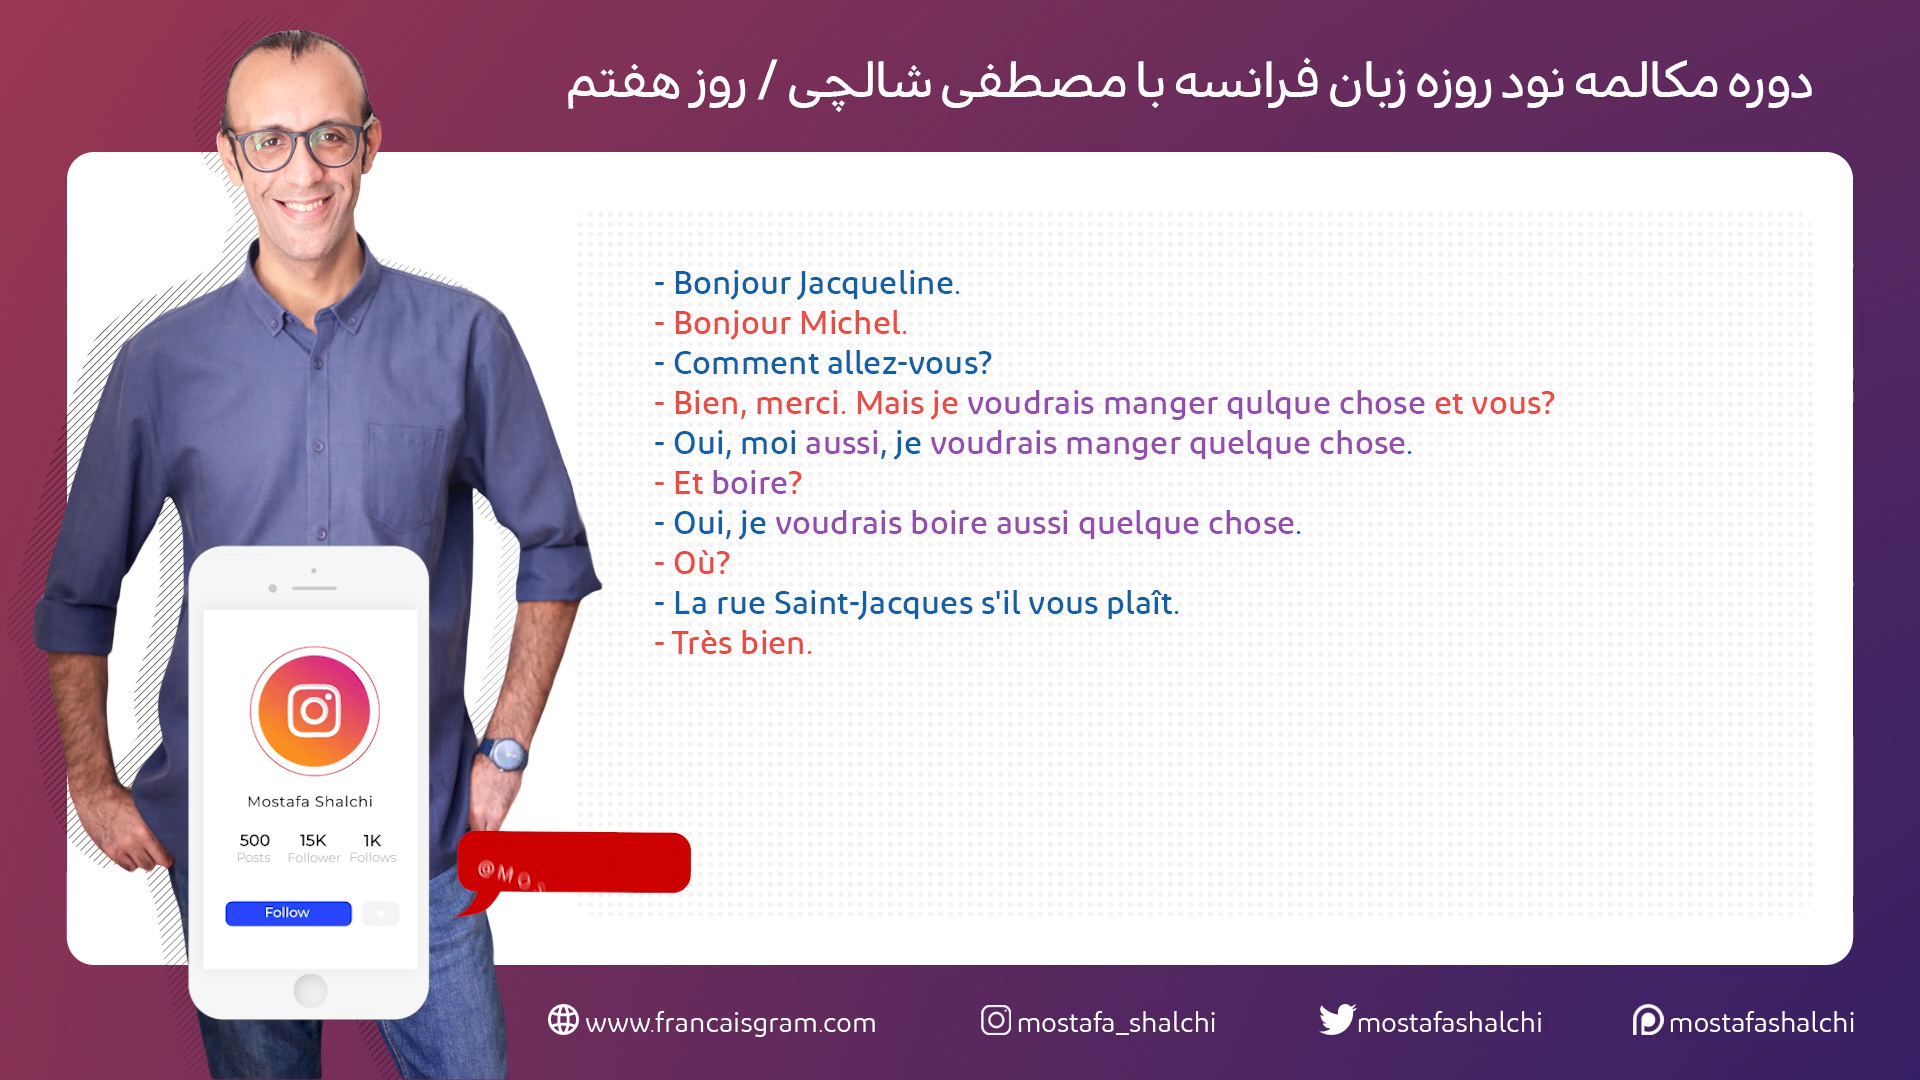 دوره مکالمه نود روزه زبان فرانسه با مصطفی شالچی / روز هفتم
- Bonjour Jacqueline.
- Bonjour Michel.
- Comment allez-vous?
- Bien, merci. Mais je voudrais manger qulque chose et vous?
- Oui, moi aussi, je voudrais manger quelque chose.
- Et boire?
- Oui, je voudrais boire aussi quelque chose.
- Où?
- La rue Saint-Jacques s'il vous plaît.
- Très bien.
Mostafa Shalchi
500 15K 1K
Posts Follower Follows
Follow
www.francaisgram.com mostafa_shalchi mostafashalchi mostafashalchi